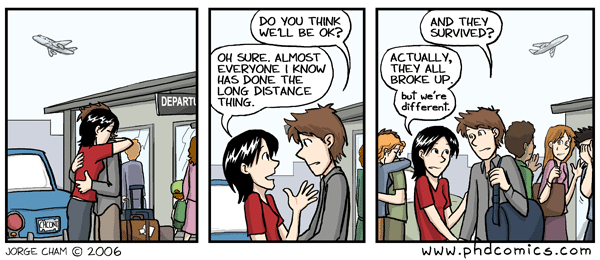 DEPARTU
DO YOU THINK
WE'LL BE OK?
OH SURE. ALMOST
EVERYONE I KNOW
HAS DONE THE
LONG DISTANCE
THING.
AND THEY
SURVIVED?
ACTUALLY,
THEY ALL
BROKE UP.
but we're
different.
JORGE CHAM © 2006
www.phdcomics.com